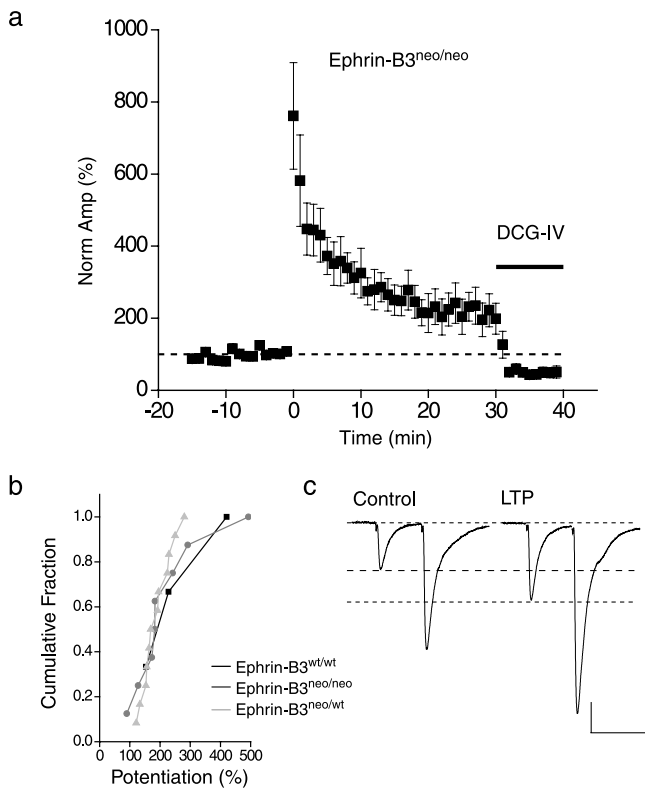 a
1000
800
600
400
200
0
Norm Amp (%)
Ephrin-B3neo/neo
DCG-IV
-20 -10 0 10 20 30 40
Time (min)
b
1.0
0.8
0.6
0.4
0.2
0.0
Cumulative Fraction
Ephrin-B3wt/wt
Ephrin-B3neo/neo
Ephrin-B3neo/wt
0 100 200 300 400 500
Potentiation (%)
c
Control LTP